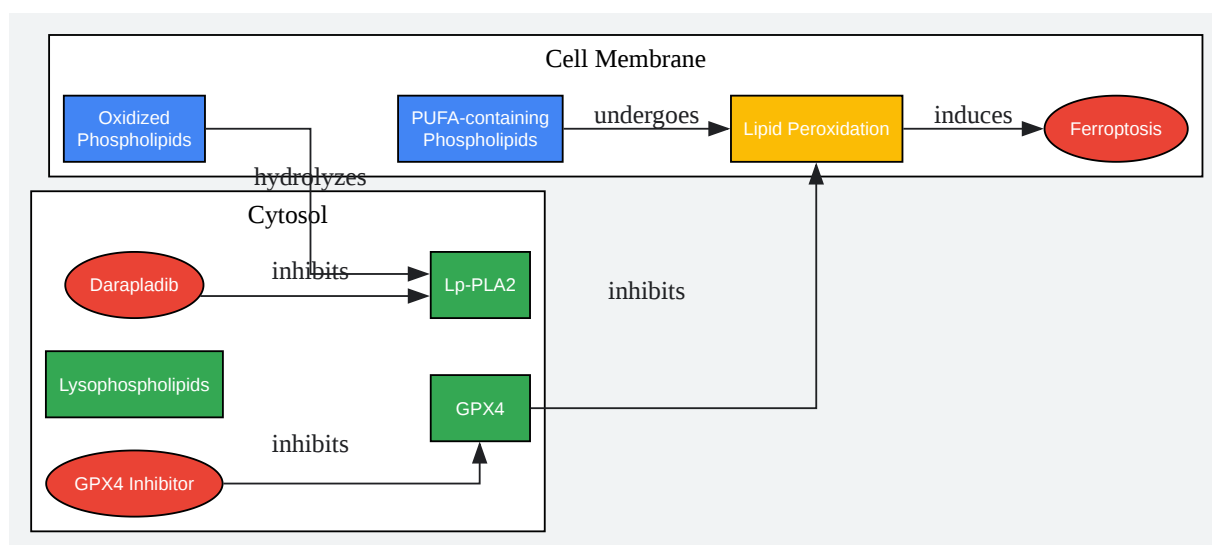 Cell Membrane
Oxidized
Phospholipids
PUFA-containing
Phospholipids
undergoes
Lipid Peroxidation
induces
Ferroptosis
hydrolyzes
Cytosol
Darapladib
inhibits
Lp-PLA2
inhibits
Lysophospholipids
GPX4
inhibits
GPX4 Inhibitor